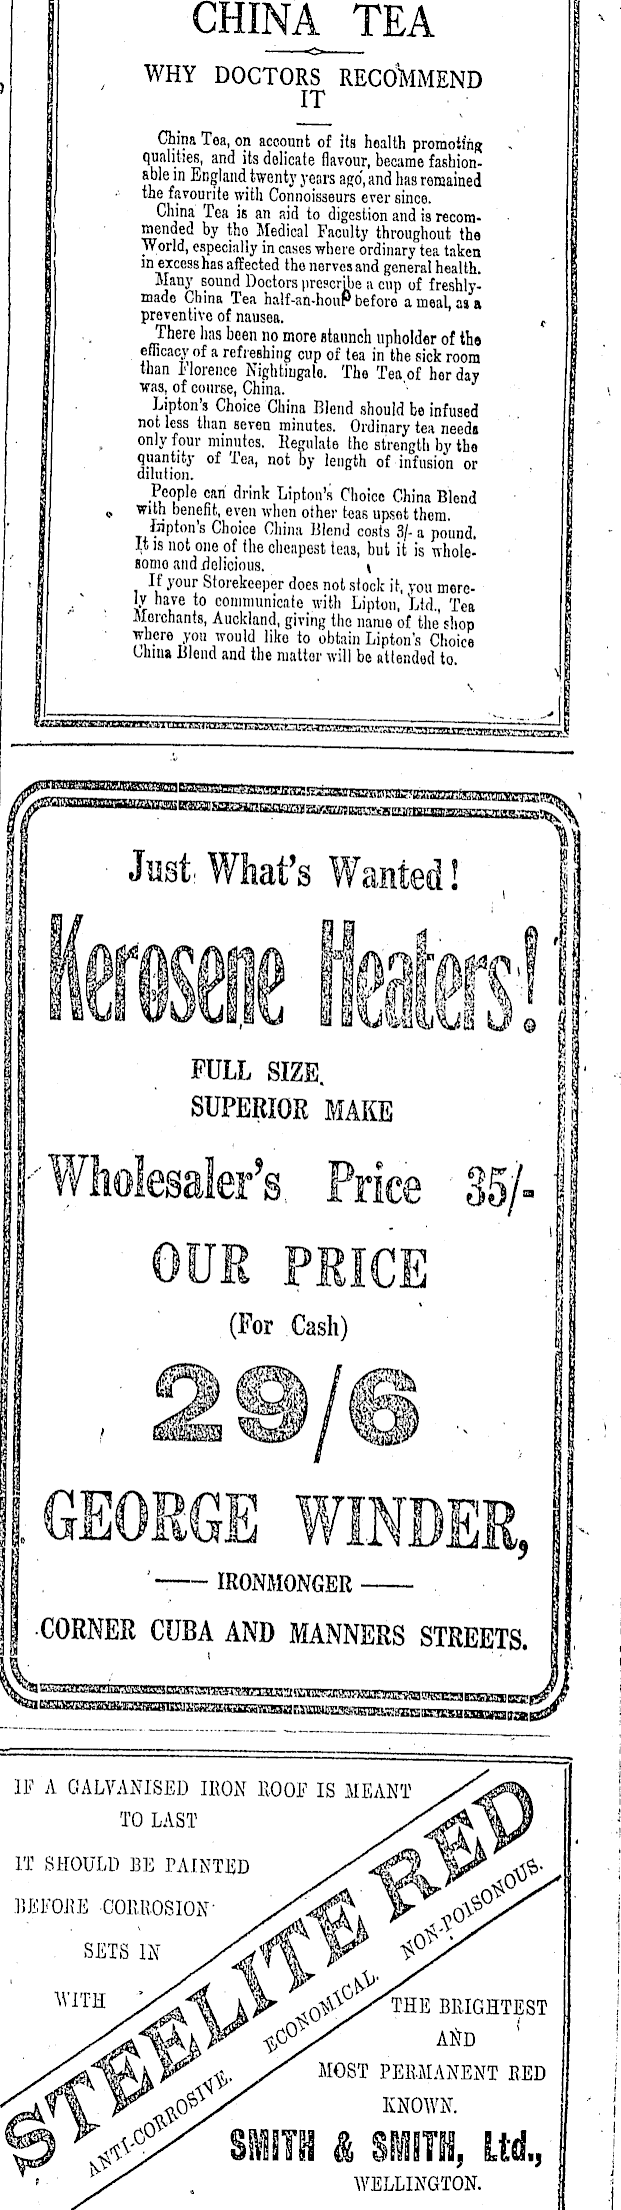 CHINA TEA
WHY DOCTORS RECOMMEND
IT
China Tea, on account of its health promoting
qualities, and its delicate flavour, became fashion-
able in England twenty years ago, and has remained
the favourite with Connoisseurs ever since.
China Tea is an aid to digestion and is recom-
mended by the Medical Faculty throughout the
World, especially in cases where ordinary tea taken
in excess has affected the nerves and general health.
Many sound Doctors prescribe a cup of freshly-
made China Tea half-an-hour before a meal, as a
preventive of nausea.
There has been no more staunch upholder of the
efficacy of a refreshing cup of tea in the sick room
than Florence Nightingale. The Tea of her day
was, of course, China.
Lipton's Choice China Blend should be infused
not less than seven minutes. Ordinary tea needs
only four minutes. Regulate the strength by the
quantity of Tea, not by length of infusion or
dilution.
People can drink Lipton's Choice China Blend
with benefit, even when other teas upset them.
Lipton's Choice China Blend costs 3/- a pound.
It is not one of the cheapest teas, but it is whole-
some and delicious.
If your Storekeeper does not stock it, you mere-
ly have to communicate with Lipton, Ltd., Tea
Merchants, Auckland, giving the name of the shop
where you would like to obtain Lipton's Choice
China Blend and the matter will be attended to.
Just What's Wanted!
Kerosene Heaters!
FULL SIZE.
SUPERIOR MAKE
Wholesaler's Price 35/-
OUR PRICE
(For Cash)
29/6
GEORGE WINDER,
IRONMONGER
CORNER CUBA AND MANNERS STREETS.
IF A GALVANISED IRON ROOF IS MEANT
TO LAST
IT SHOULD BE PAINTED
BEFORE CORROSION
SETS IN
WITH
STEELITE RED
ANTI-CORROSIVE. ECONOMICAL. NON-POISONOUS.
THE BRIGHTEST
AND
MOST PERMANENT RED
KNOWN.
SMITH & SMITH, Ltd.,
WELLINGTON.